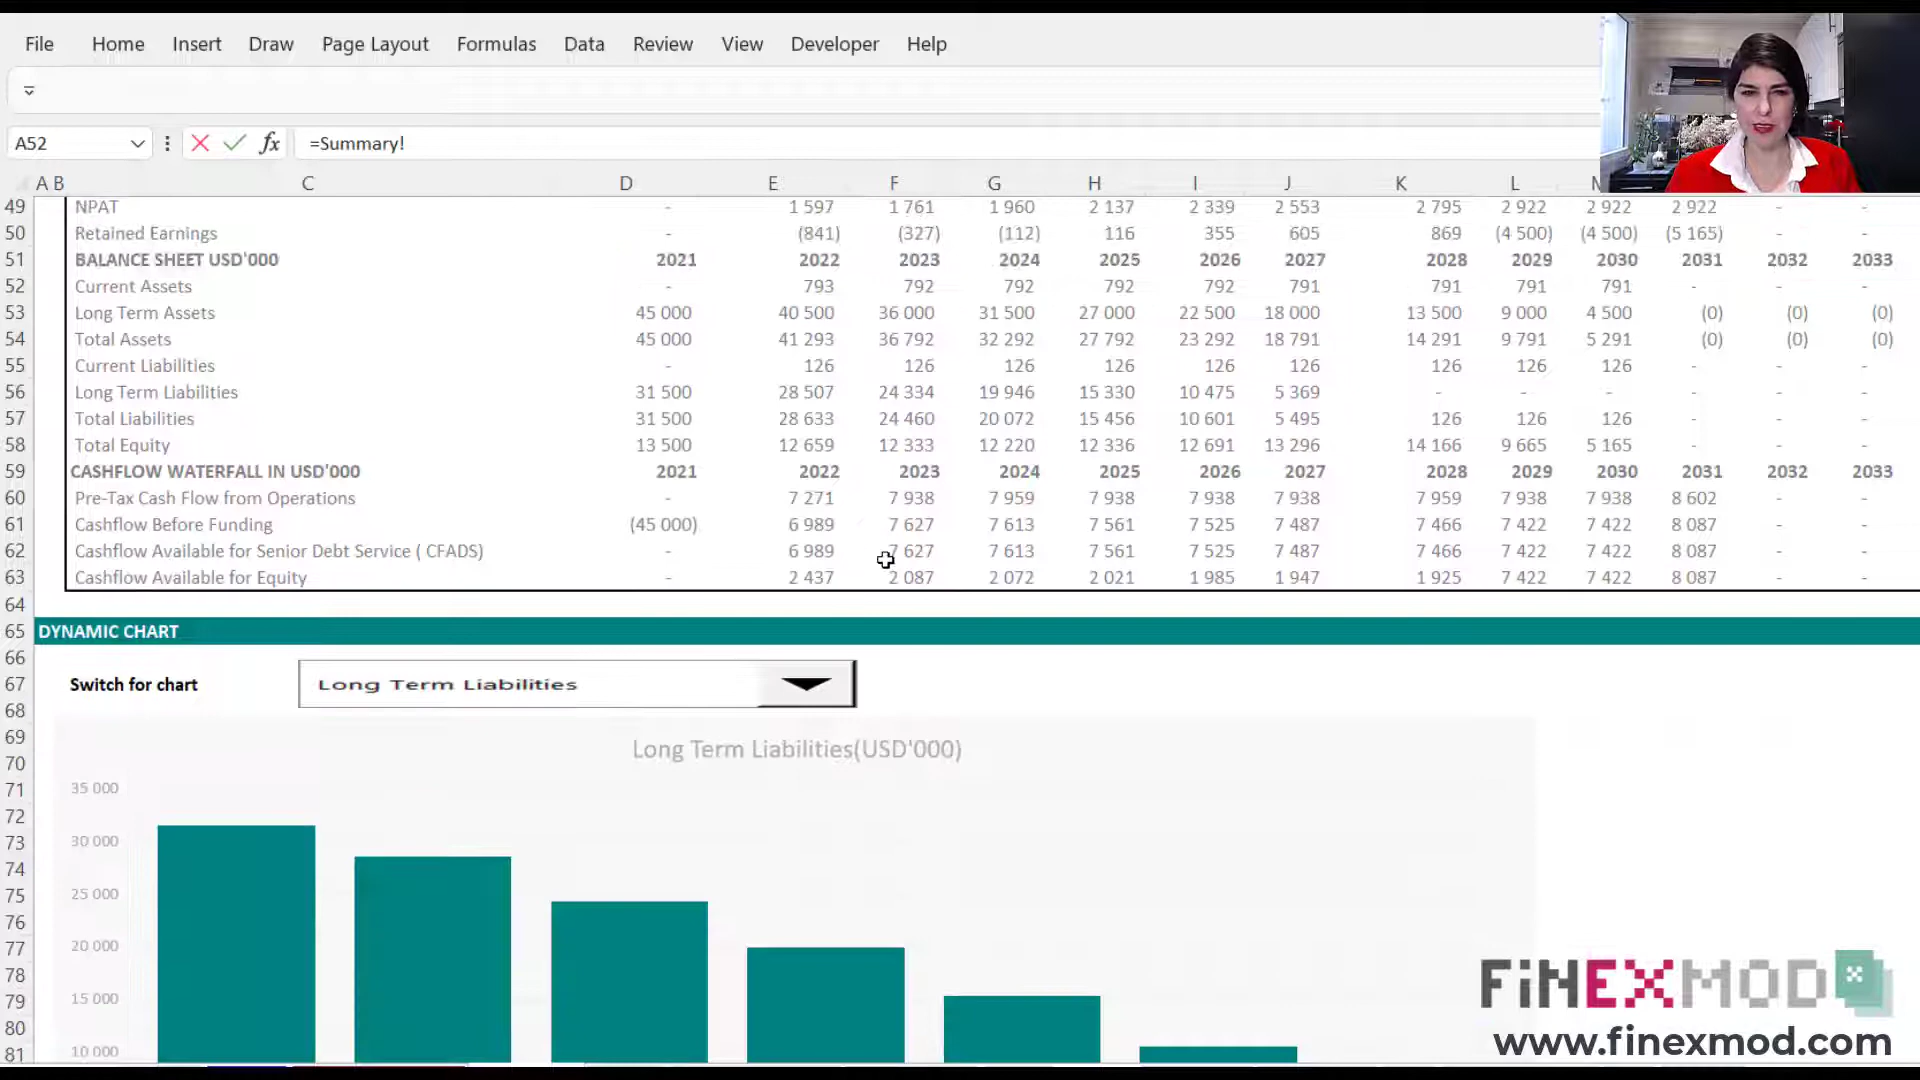 File Home Insert Draw Page Layout Formulas Data Review View Developer Help
A52 fx =Summary!
A B C D E F G H I J K L
49 NPAT - 1 597 1 761 1 960 2 137 2 339 2 553 2 795 2 922 2 922 2 922 - -
50 Retained Earnings - (841) (327) (112) 116 355 605 869 (4 500) (4 500) (5 165) - -
51 BALANCE SHEET USD'000 2021 2022 2023 2024 2025 2026 2027 2028 2029 2030 2031 2032 2033
52 Current Assets - 793 792 792 792 792 791 791 791 791 - - -
53 Long Term Assets 45 000 40 500 36 000 31 500 27 000 22 500 18 000 13 500 9 000 4 500 (0) (0) (0)
54 Total Assets 45 000 41 293 36 792 32 292 27 792 23 292 18 791 14 291 9 791 5 291 (0) (0) (0)
55 Current Liabilities - 126 126 126 126 126 126 126 126 126 - - -
56 Long Term Liabilities 31 500 28 507 24 334 19 946 15 330 10 475 5 369 - - - - - -
57 Total Liabilities 31 500 28 633 24 460 20 072 15 456 10 601 5 495 126 126 126 - - -
58 Total Equity 13 500 12 659 12 333 12 220 12 336 12 691 13 296 14 166 9 665 5 165 - - -
59 CASHFLOW WATERFALL IN USD'000 2021 2022 2023 2024 2025 2026 2027 2028 2029 2030 2031 2032 2033
60 Pre-Tax Cash Flow from Operations - 7 271 7 938 7 959 7 938 7 938 7 938 7 959 7 938 7 938 8 602 - -
61 Cashflow Before Funding (45 000) 6 989 7 627 7 613 7 561 7 525 7 487 7 466 7 422 7 422 8 087 - -
62 Cashflow Available for Senior Debt Service ( CFADS) - 6 989 7 627 7 613 7 561 7 525 7 487 7 466 7 422 7 422 8 087 - -
63 Cashflow Available for Equity - 2 437 2 087 2 072 2 021 1 985 1 947 1 925 7 422 7 422 8 087 - -
64
65 DYNAMIC CHART
66
67 Switch for chart Long Term Liabilities
68
69
70 Long Term Liabilities(USD'000)
71 35 000
72
73 30 000
74
75 25 000
76
77 20 000
78
79 15 000
80
81 10 000
FiNEXMOD
www.finexmod.com